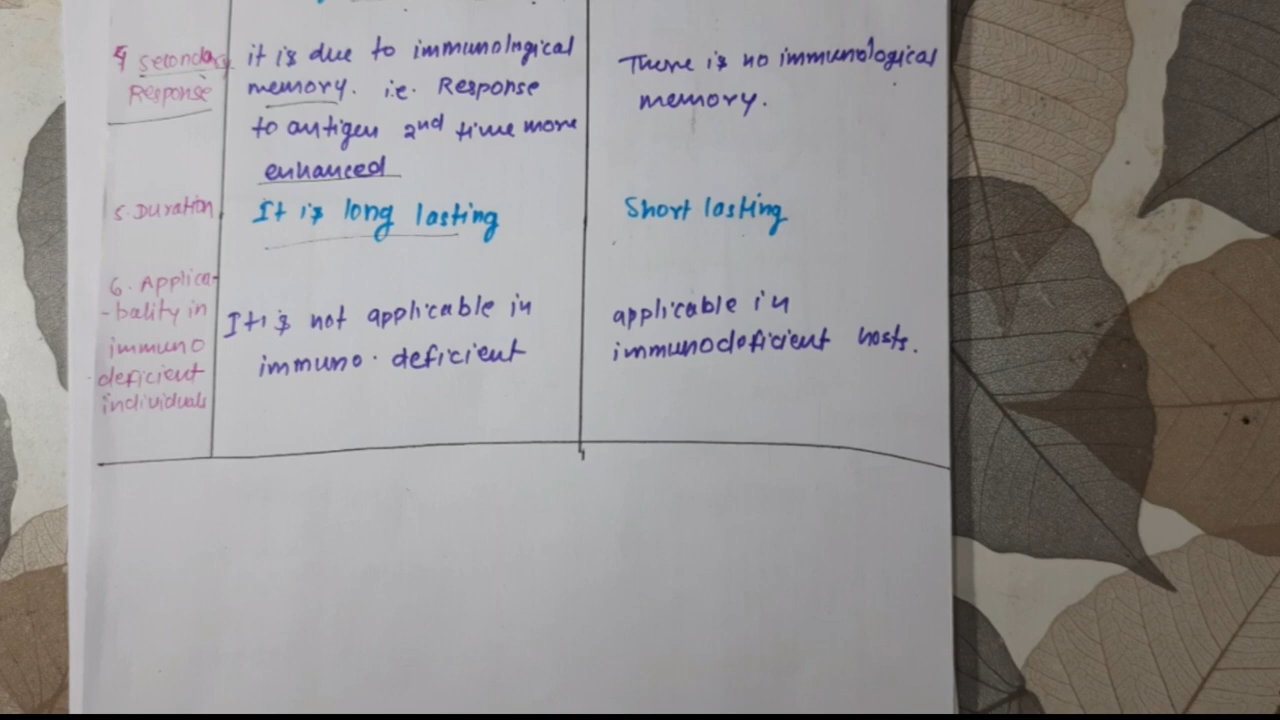 4 secondary
Response
it is due to immunological
memory. i.e. Response
to antigen 2nd time more
enhanced
There is no immunological
memory.
5. Duration
It is long lasting
Short lasting
6. Applica-
-bality in
immuno
deficient
individuals
It is not applicable in
immuno. deficient
applicable in
immunodeficient hosts.